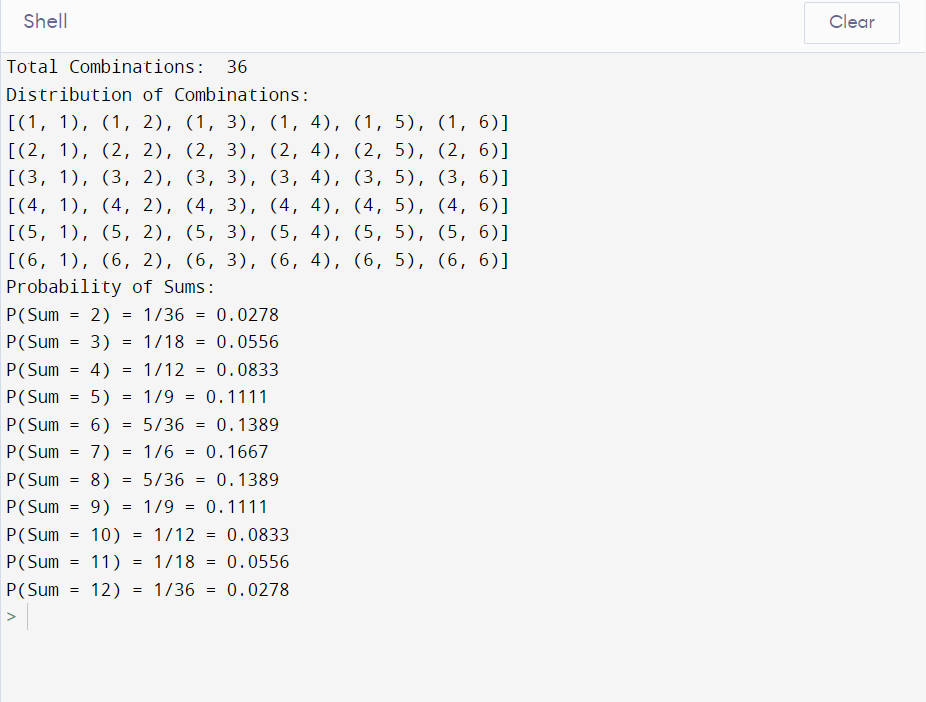 Shell
Clear
Total Combinations:  36
Distribution of Combinations:
[(1, 1), (1, 2), (1, 3), (1, 4), (1, 5), (1, 6)]
[(2, 1), (2, 2), (2, 3), (2, 4), (2, 5), (2, 6)]
[(3, 1), (3, 2), (3, 3), (3, 4), (3, 5), (3, 6)]
[(4, 1), (4, 2), (4, 3), (4, 4), (4, 5), (4, 6)]
[(5, 1), (5, 2), (5, 3), (5, 4), (5, 5), (5, 6)]
[(6, 1), (6, 2), (6, 3), (6, 4), (6, 5), (6, 6)]
Probability of Sums:
P(Sum = 2) = 1/36 = 0.0278
P(Sum = 3) = 1/18 = 0.0556
P(Sum = 4) = 1/12 = 0.0833
P(Sum = 5) = 1/9 = 0.1111
P(Sum = 6) = 5/36 = 0.1389
P(Sum = 7) = 1/6 = 0.1667
P(Sum = 8) = 5/36 = 0.1389
P(Sum = 9) = 1/9 = 0.1111
P(Sum = 10) = 1/12 = 0.0833
P(Sum = 11) = 1/18 = 0.0556
P(Sum = 12) = 1/36 = 0.0278
>